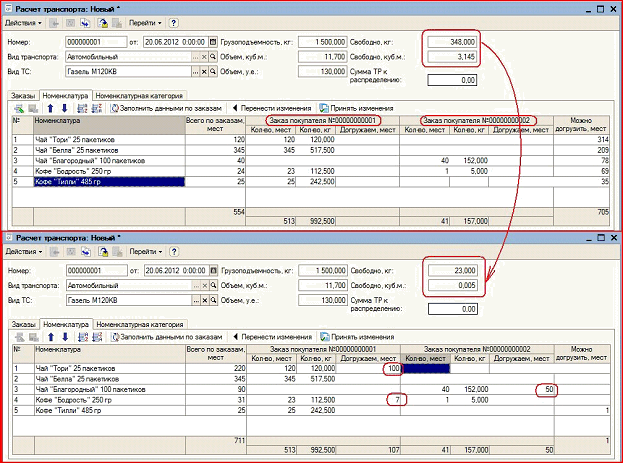 Расчет транспорта: Новый *
Действия Перейти ?
Номер: 000000001 от: 20.06.2012 0:00:00 Грузоподъемность, кг: 1 500,000 Свободно, кг: 348,000
Вид транспорта: Автомобильный ... × Объем, куб.м.: 11,700 Свободно, куб.м.: 3,145
Вид ТС: Газель М120КВ ... × Объем, у.е.: 130,000 Сумма ТР к распределению: 0,00
Заказы Номенклатура Номенклатурная категория
Заполнить данными по заказам Перенести изменения Принять изменения
№ Номенклатура Всего по заказам, мест Заказ покупателя №00000000001 Заказ покупателя №00000000002 Можно догрузить, мест
Кол-во, мест Кол-во, кг Догружаем, мест Кол-во, мест Кол-во, кг Догружаем, мест
1 Чай "Тори" 25 пакетиков 120 120 120,000 314
2 Чай "Белла" 25 пакетиков 345 345 517,500 209
3 Чай "Благородный" 100 пакетиков 40 40 152,000 78
4 Кофе "Бодрость" 250 гр 24 23 112,500 1 5,000 69
5 Кофе "Тилли" 485 гр 25 25 242,500 35
554 705
513 992,500 41 157,000
Расчет транспорта: Новый *
Действия Перейти ?
Номер: 000000001 от: 20.06.2012 0:00:00 Грузоподъемность, кг: 1 500,000 Свободно, кг: 23,000
Вид транспорта: Автомобильный ... × Объем, куб.м.: 11,700 Свободно, куб.м.: 0,005
Вид ТС: Газель М120КВ ... × Объем, у.е.: 130,000 Сумма ТР к распределению: 0,00
Заказы Номенклатура Номенклатурная категория
Заполнить данными по заказам Перенести изменения Принять изменения
№ Номенклатура Всего по заказам, мест Заказ покупателя №00000000001 Заказ покупателя №00000000002 Можно догрузить, мест
Кол-во, мест Кол-во, кг Догружаем, мест Кол-во, мест Кол-во, кг Догружаем, мест
1 Чай "Тори" 25 пакетиков 220 120 120,000 100
2 Чай "Белла" 25 пакетиков 345 345 517,500
3 Чай "Благородный" 100 пакетиков 90 40 152,000 50
4 Кофе "Бодрость" 250 гр 31 23 112,500 7 1 5,000
5 Кофе "Тилли" 485 гр 25 25 242,500 1
711 1
513 992,500 107 41 157,000 50